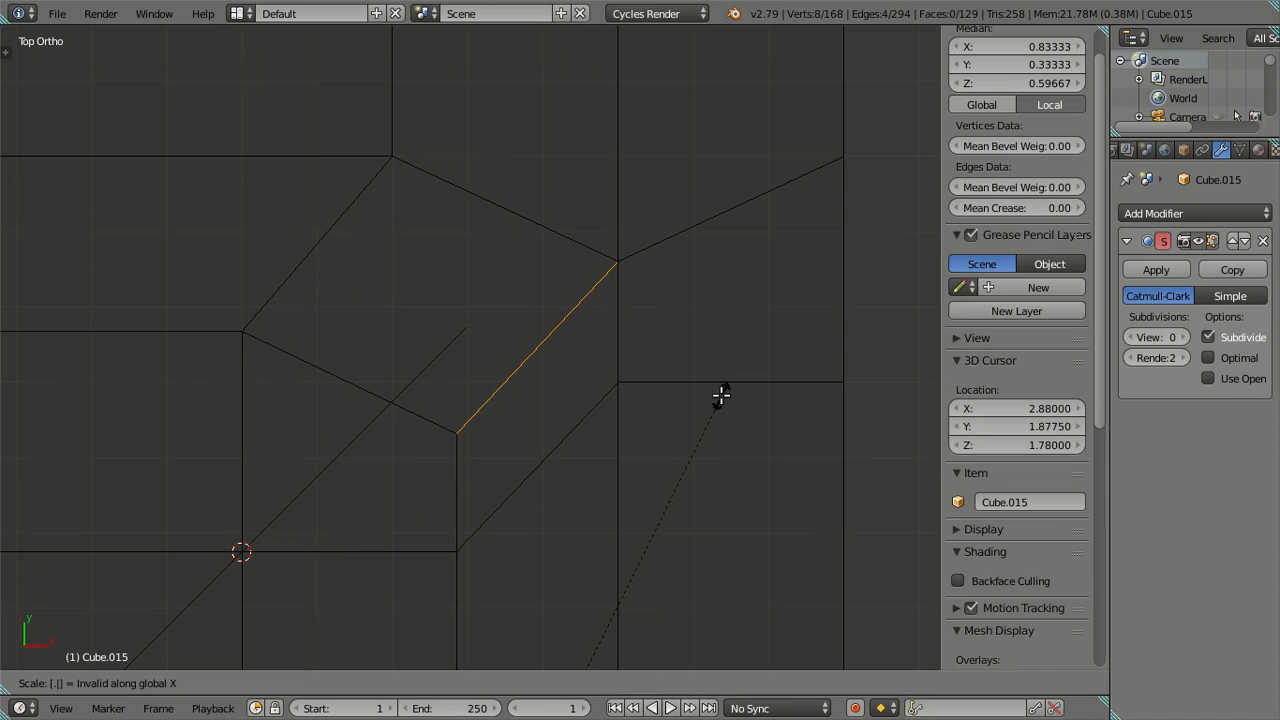 File Render Window Help Default Scene Cycles Render v2.79 | Verts:8/168 | Edges:4/294 | Faces:0/129 | Tris:258 | Mem:21.78M (0.38M) | Cube.015
Top Ortho
Median:
X: 0.83333
Y: 0.33333
Z: 0.59667
Global Local
Vertices Data:
Mean Bevel Weig: 0.00
Edges Data:
Mean Bevel Weig: 0.00
Mean Crease: 0.00
Grease Pencil Layers
Scene Object
New
New Layer
View
3D Cursor
Location:
X: 2.88000
Y: 1.87750
Z: 1.78000
Item
Cube.015
Display
Shading
Backface Culling
Motion Tracking
Mesh Display
Overlays:
View Search All Sc
Scene
RenderL
World
Camera
Cube.015
Add Modifier
S
Apply Copy
Catmull-Clark Simple
Subdivisions: Options:
View: 0 Subdivide
Rende: 2 Optimal
Use Open
y
x
(1) Cube.015
Scale: [.|] = Invalid along global X
View Marker Frame Playback Start: 1 End: 250 1 No Sync